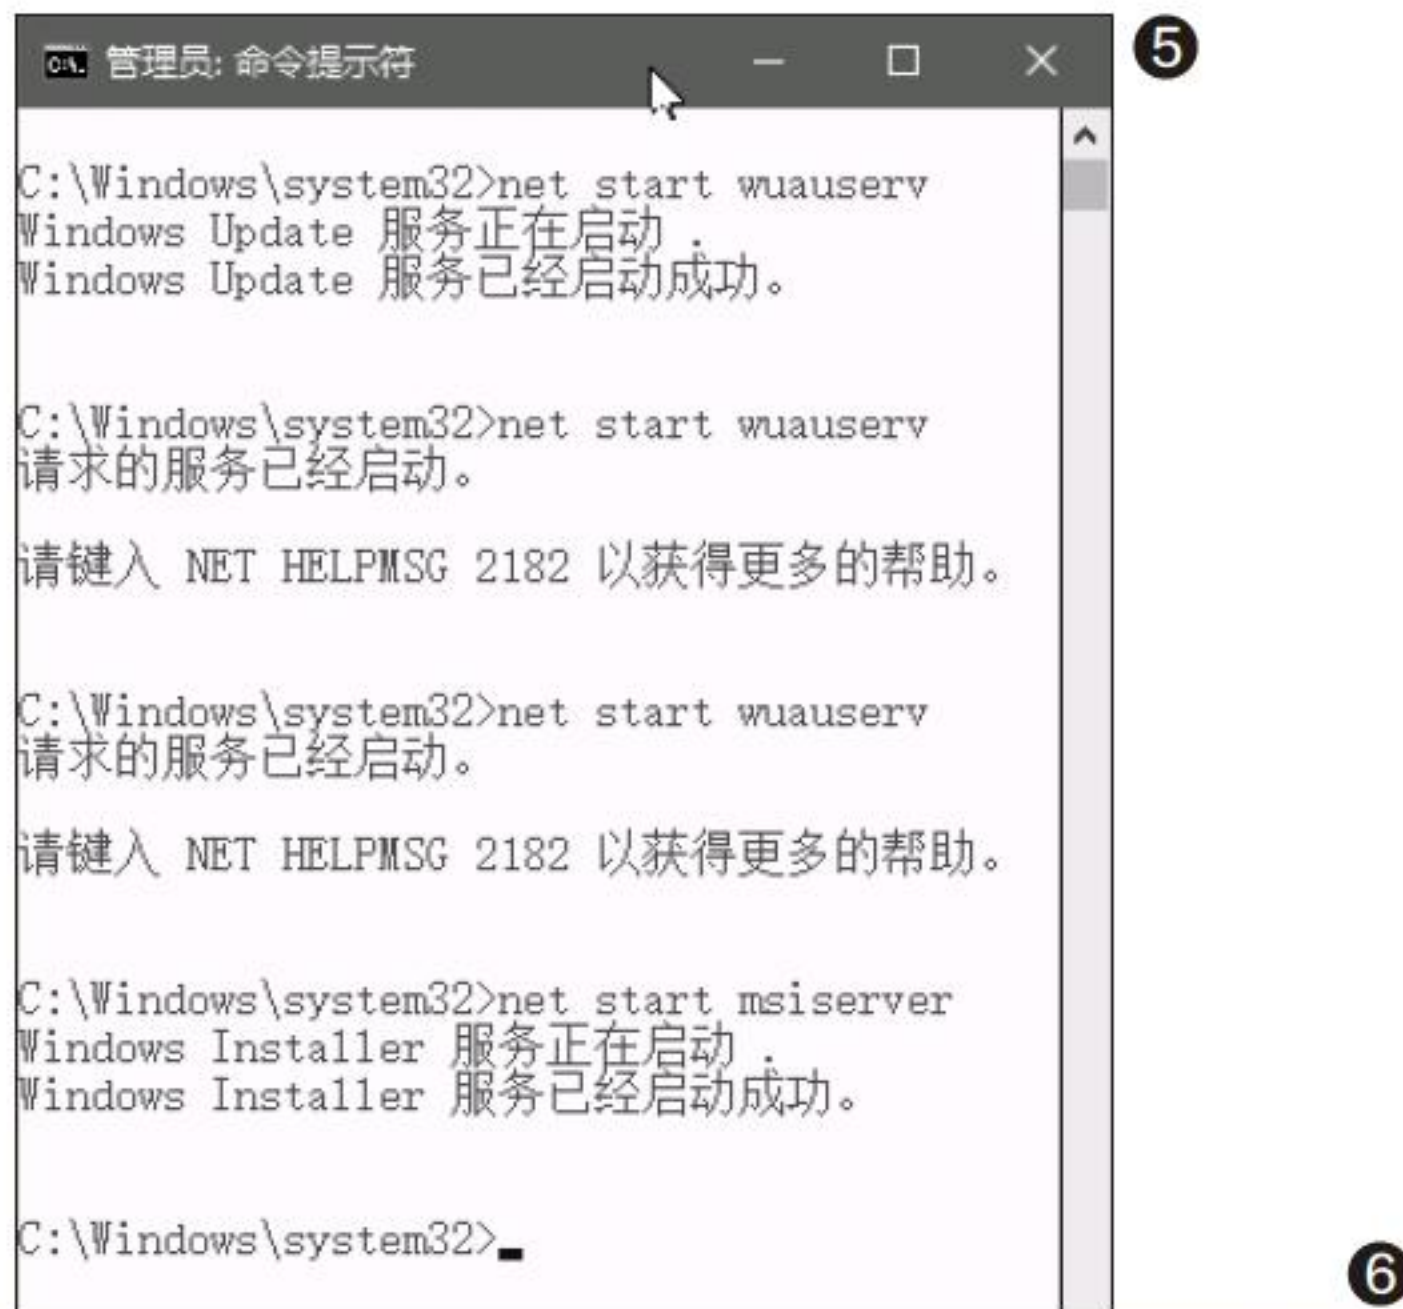 管理员: 命令提示符
❺
C:\Windows\system32>net start wuauserv
Windows Update 服务正在启动 .
Windows Update 服务已经启动成功。
C:\Windows\system32>net start wuauserv
请求的服务已经启动。
请键入 NET HELPMSG 2182 以获得更多的帮助。
C:\Windows\system32>net start wuauserv
请求的服务已经启动。
请键入 NET HELPMSG 2182 以获得更多的帮助。
C:\Windows\system32>net start msiserver
Windows Installer 服务正在启动 .
Windows Installer 服务已经启动成功。
C:\Windows\system32>
❻